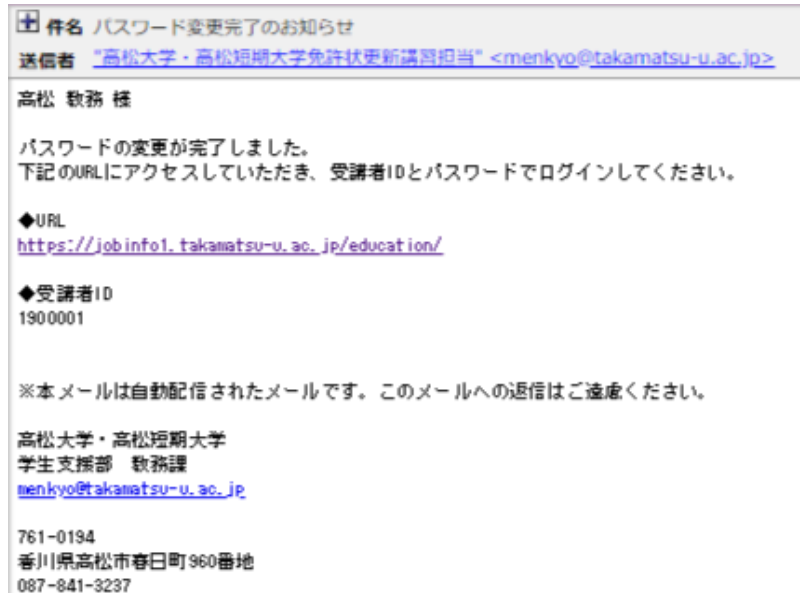 件名 パスワード変更完了のお知らせ
送信者 "高松大学・高松短期大学免許状更新講習担当" <menkyo@takamatsu-u.ac.jp>
高松 教務 様
パスワードの変更が完了しました。
下記のURLにアクセスしていただき、受講者IDとパスワードでログインしてください。
◆URL
https://jobinfo1.takamatsu-u.ac.jp/education/
◆受講者ID
1900001
※本メールは自動配信されたメールです。このメールへの返信はご遠慮ください。
高松大学・高松短期大学
学生支援部　教務課
menkyo@takamatsu-u.ac.jp
761-0194
香川県高松市春日町960番地
087-841-3237